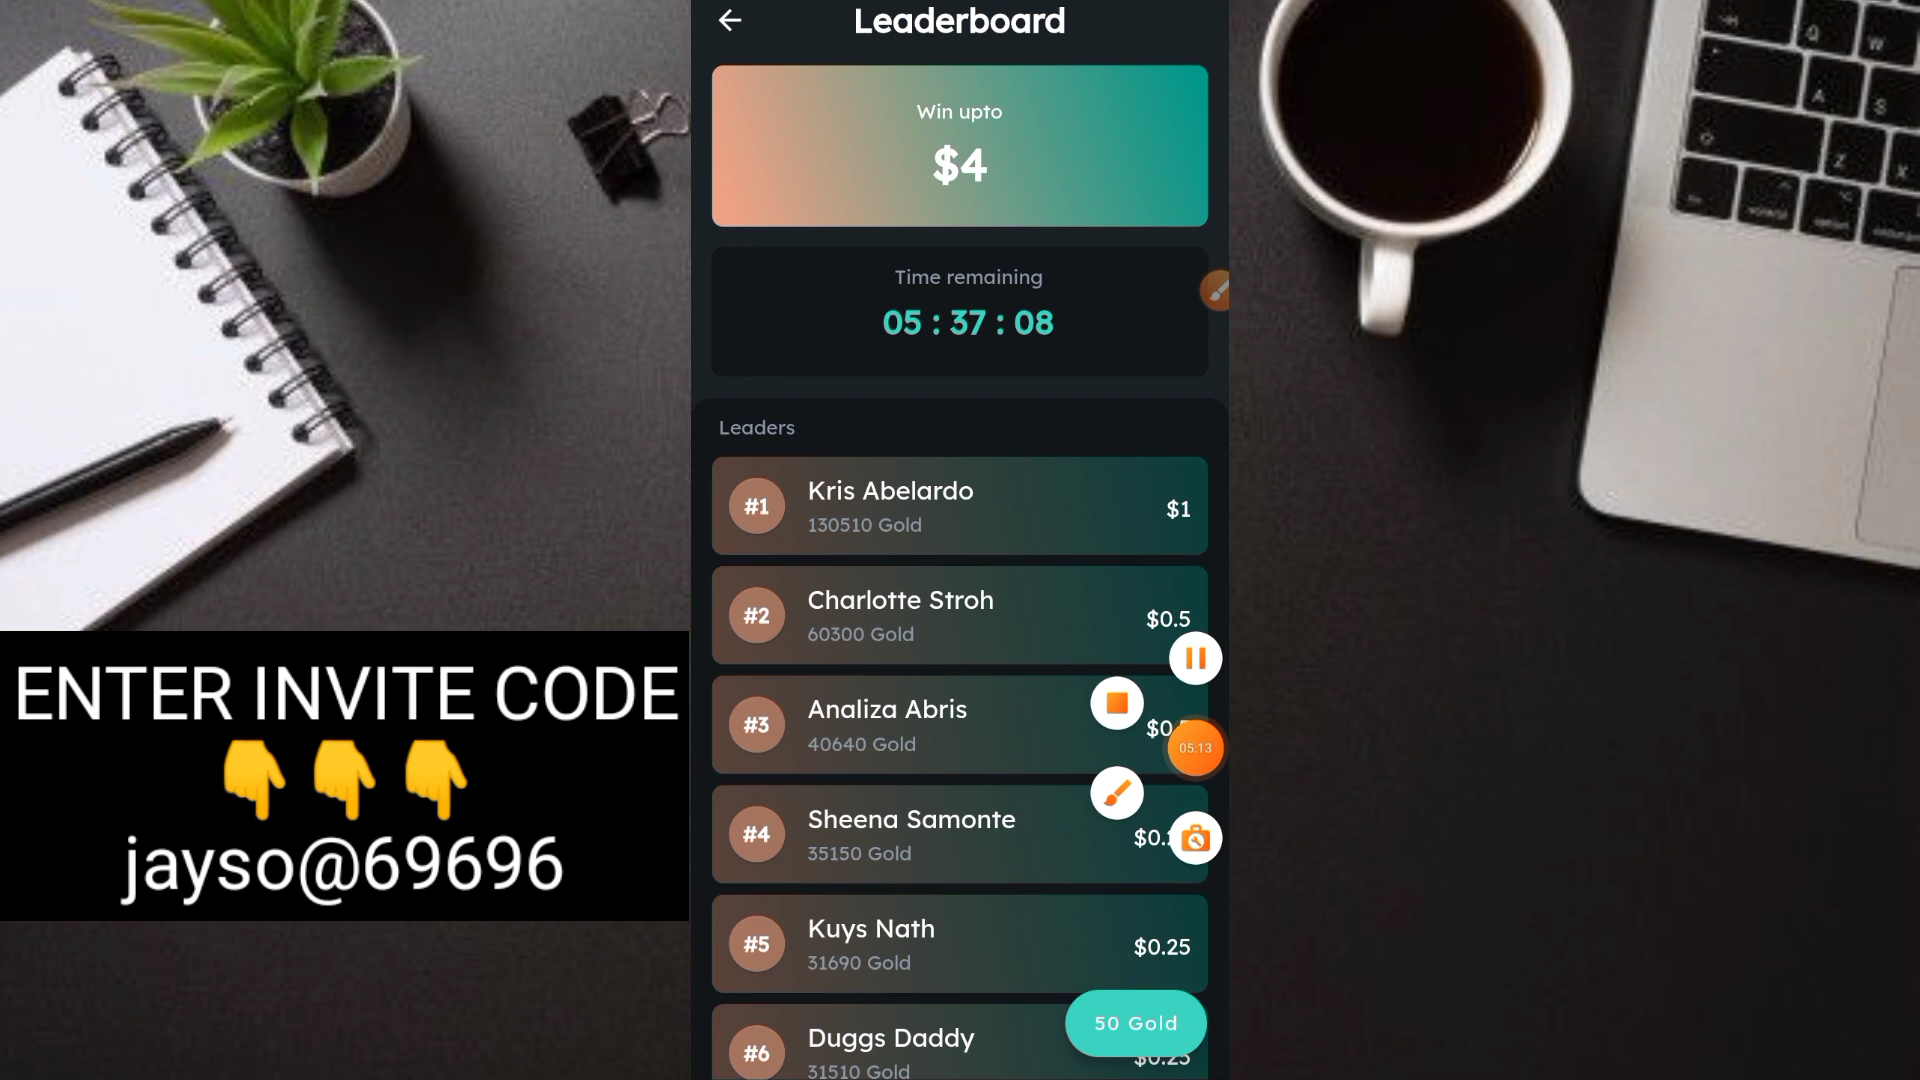 Leaderboard
Win upto
$4
Time remaining
05 : 37 : 08
Leaders
#1
Kris Abelardo
130510 Gold
$1
#2
Charlotte Stroh
60300 Gold
$0.5
#3
Analiza Abris
40640 Gold
05:13
#4
Sheena Samonte
35150 Gold
#5
Kuys Nath
31690 Gold
$0.25
#6
Duggs Daddy
31510 Gold
50 Gold
ENTER INVITE CODE
👇👇👇
jayso@69696
Q
W
A
S
Z
X